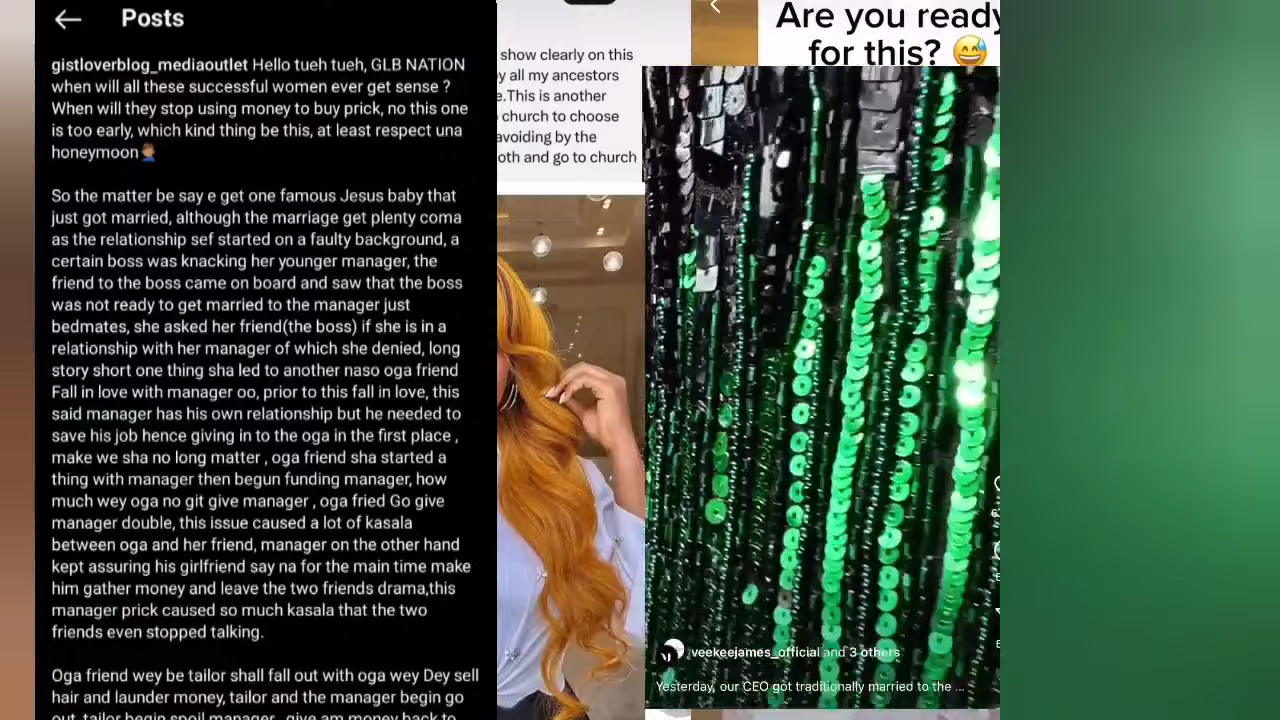 Posts
gistloverblog_mediaoutlet Hello tueh tueh, GLB NATION
when will all these successful women ever get sense ?
When will they stop using money to buy prick, no this one
is too early, which kind thing be this, at least respect una
honeymoon🤦🏽‍♂️
So the matter be say e get one famous Jesus baby that
just got married, although the marriage get plenty coma
as the relationship sef started on a faulty background, a
certain boss was knacking her younger manager, the
friend to the boss came on board and saw that the boss
was not ready to get married to the manager just
bedmates, she asked her friend(the boss) if she is in a
relationship with her manager of which she denied, long
story short one thing sha led to another naso oga friend
Fall in love with manager oo, prior to this fall in love, this
said manager has his own relationship but he needed to
save his job hence giving in to the oga in the first place ,
make we sha no long matter , oga friend sha started a
thing with manager then begun funding manager, how
much wey oga no git give manager , oga fried Go give
manager double, this issue caused a lot of kasala
between oga and her friend, manager on the other hand
kept assuring his girlfriend say na for the main time make
him gather money and leave the two friends drama,this
manager prick caused so much kasala that the two
friends even stopped talking.
Oga friend wey be tailor shall fall out with oga wey Dey sell
hair and launder money, tailor and the manager begin go
out, tailor begin spoil manager , give am money back to
show clearly on this
by all my ancestors
e.This is another
church to choose
avoiding by the
oth and go to church
Are you ready
for this? 😅
veekeejames_official and 3 others
Yesterday, our CEO got traditionally married to the ...